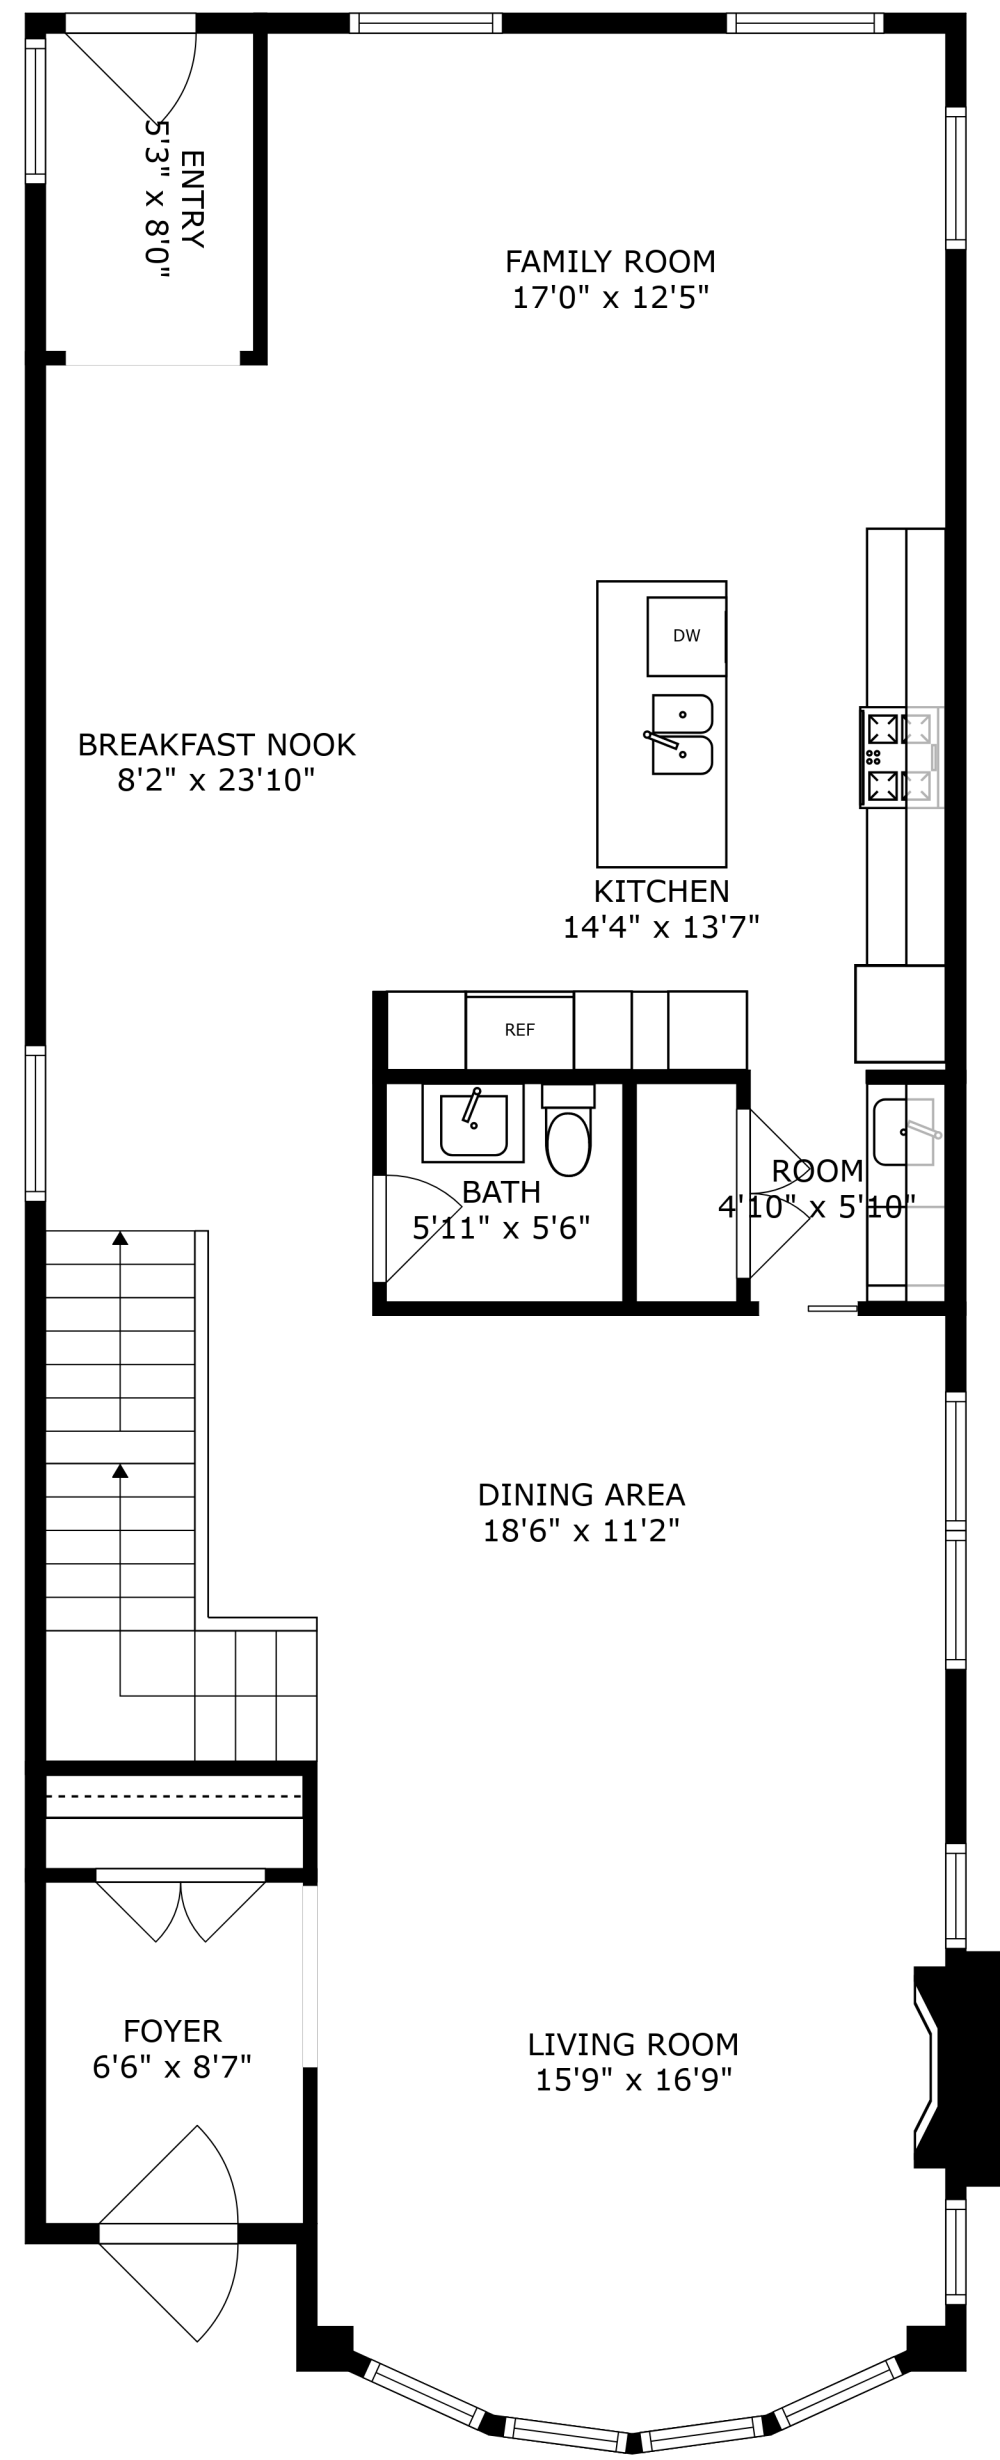 ENTRY
5'3" x 8'0"
FAMILY ROOM
17'0" x 12'5"
DW
BREAKFAST NOOK
8'2" x 23'10"
KITCHEN
14'4" x 13'7"
REF
ROOM
4'10" x 5'10"
BATH
5'11" x 5'6"
DINING AREA
18'6" x 11'2"
FOYER
6'6" x 8'7"
LIVING ROOM
15'9" x 16'9"